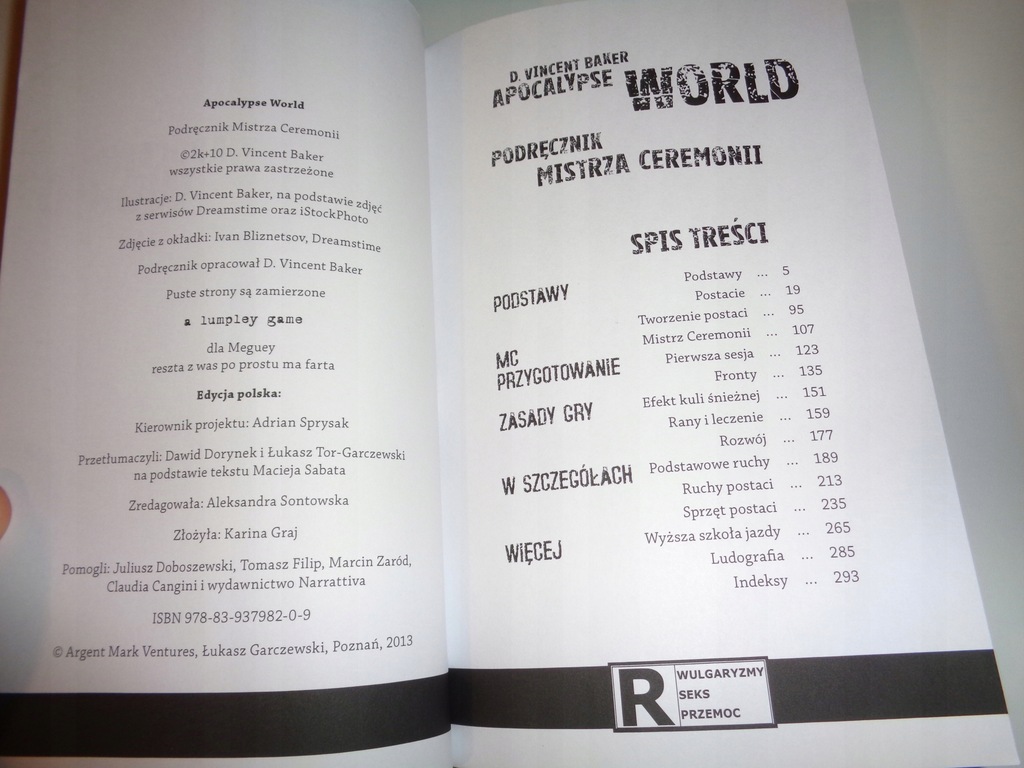 Apocalypse World
Podręcznik Mistrza Ceremonii
©2k+10 D. Vincent Baker
wszystkie prawa zastrzeżone
Ilustracje: D. Vincent Baker, na podstawie zdjęć
z serwisów Dreamstime oraz iStockPhoto
Zdjęcie z okładki: Ivan Bliznetsov, Dreamstime
Podręcznik opracował D. Vincent Baker
Puste strony są zamierzone
a lumpley game
dla Meguey
reszta z was po prostu ma farta
Edycja polska:
Kierownik projektu: Adrian Sprysak
Przetłumaczyli: Dawid Dorynek i Łukasz Tor-Garczewski
na podstawie tekstu Macieja Sabata
Zredagowała: Aleksandra Sontowska
Złożyła: Karina Graj
Pomogli: Juliusz Doboszewski, Tomasz Filip, Marcin Zaród,
Claudia Cangini i wydawnictwo Narrattiva
ISBN 978-83-937982-0-9
© Argent Mark Ventures, Łukasz Garczewski, Poznań, 2013
D. VINCENT BAKER
APOCALYPSE WORLD
PODRĘCZNIK
MISTRZA CEREMONII
SPIS TREŚCI
PODSTAWY
Podstawy ... 5
Postacie ... 19
Tworzenie postaci ... 95
MC
PRZYGOTOWANIE
Mistrz Ceremonii ... 107
Pierwsza sesja ... 123
Fronty ... 135
ZASADY GRY
Efekt kuli śnieżnej ... 151
Rany i leczenie ... 159
Rozwój ... 177
W SZCZEGÓŁACH
Podstawowe ruchy ... 189
Ruchy postaci ... 213
Sprzęt postaci ... 235
WIĘCEJ
Wyższa szkoła jazdy ... 265
Ludografia ... 285
Indeksy ... 293
R
WULGARYZMY
SEKS
PRZEMOC